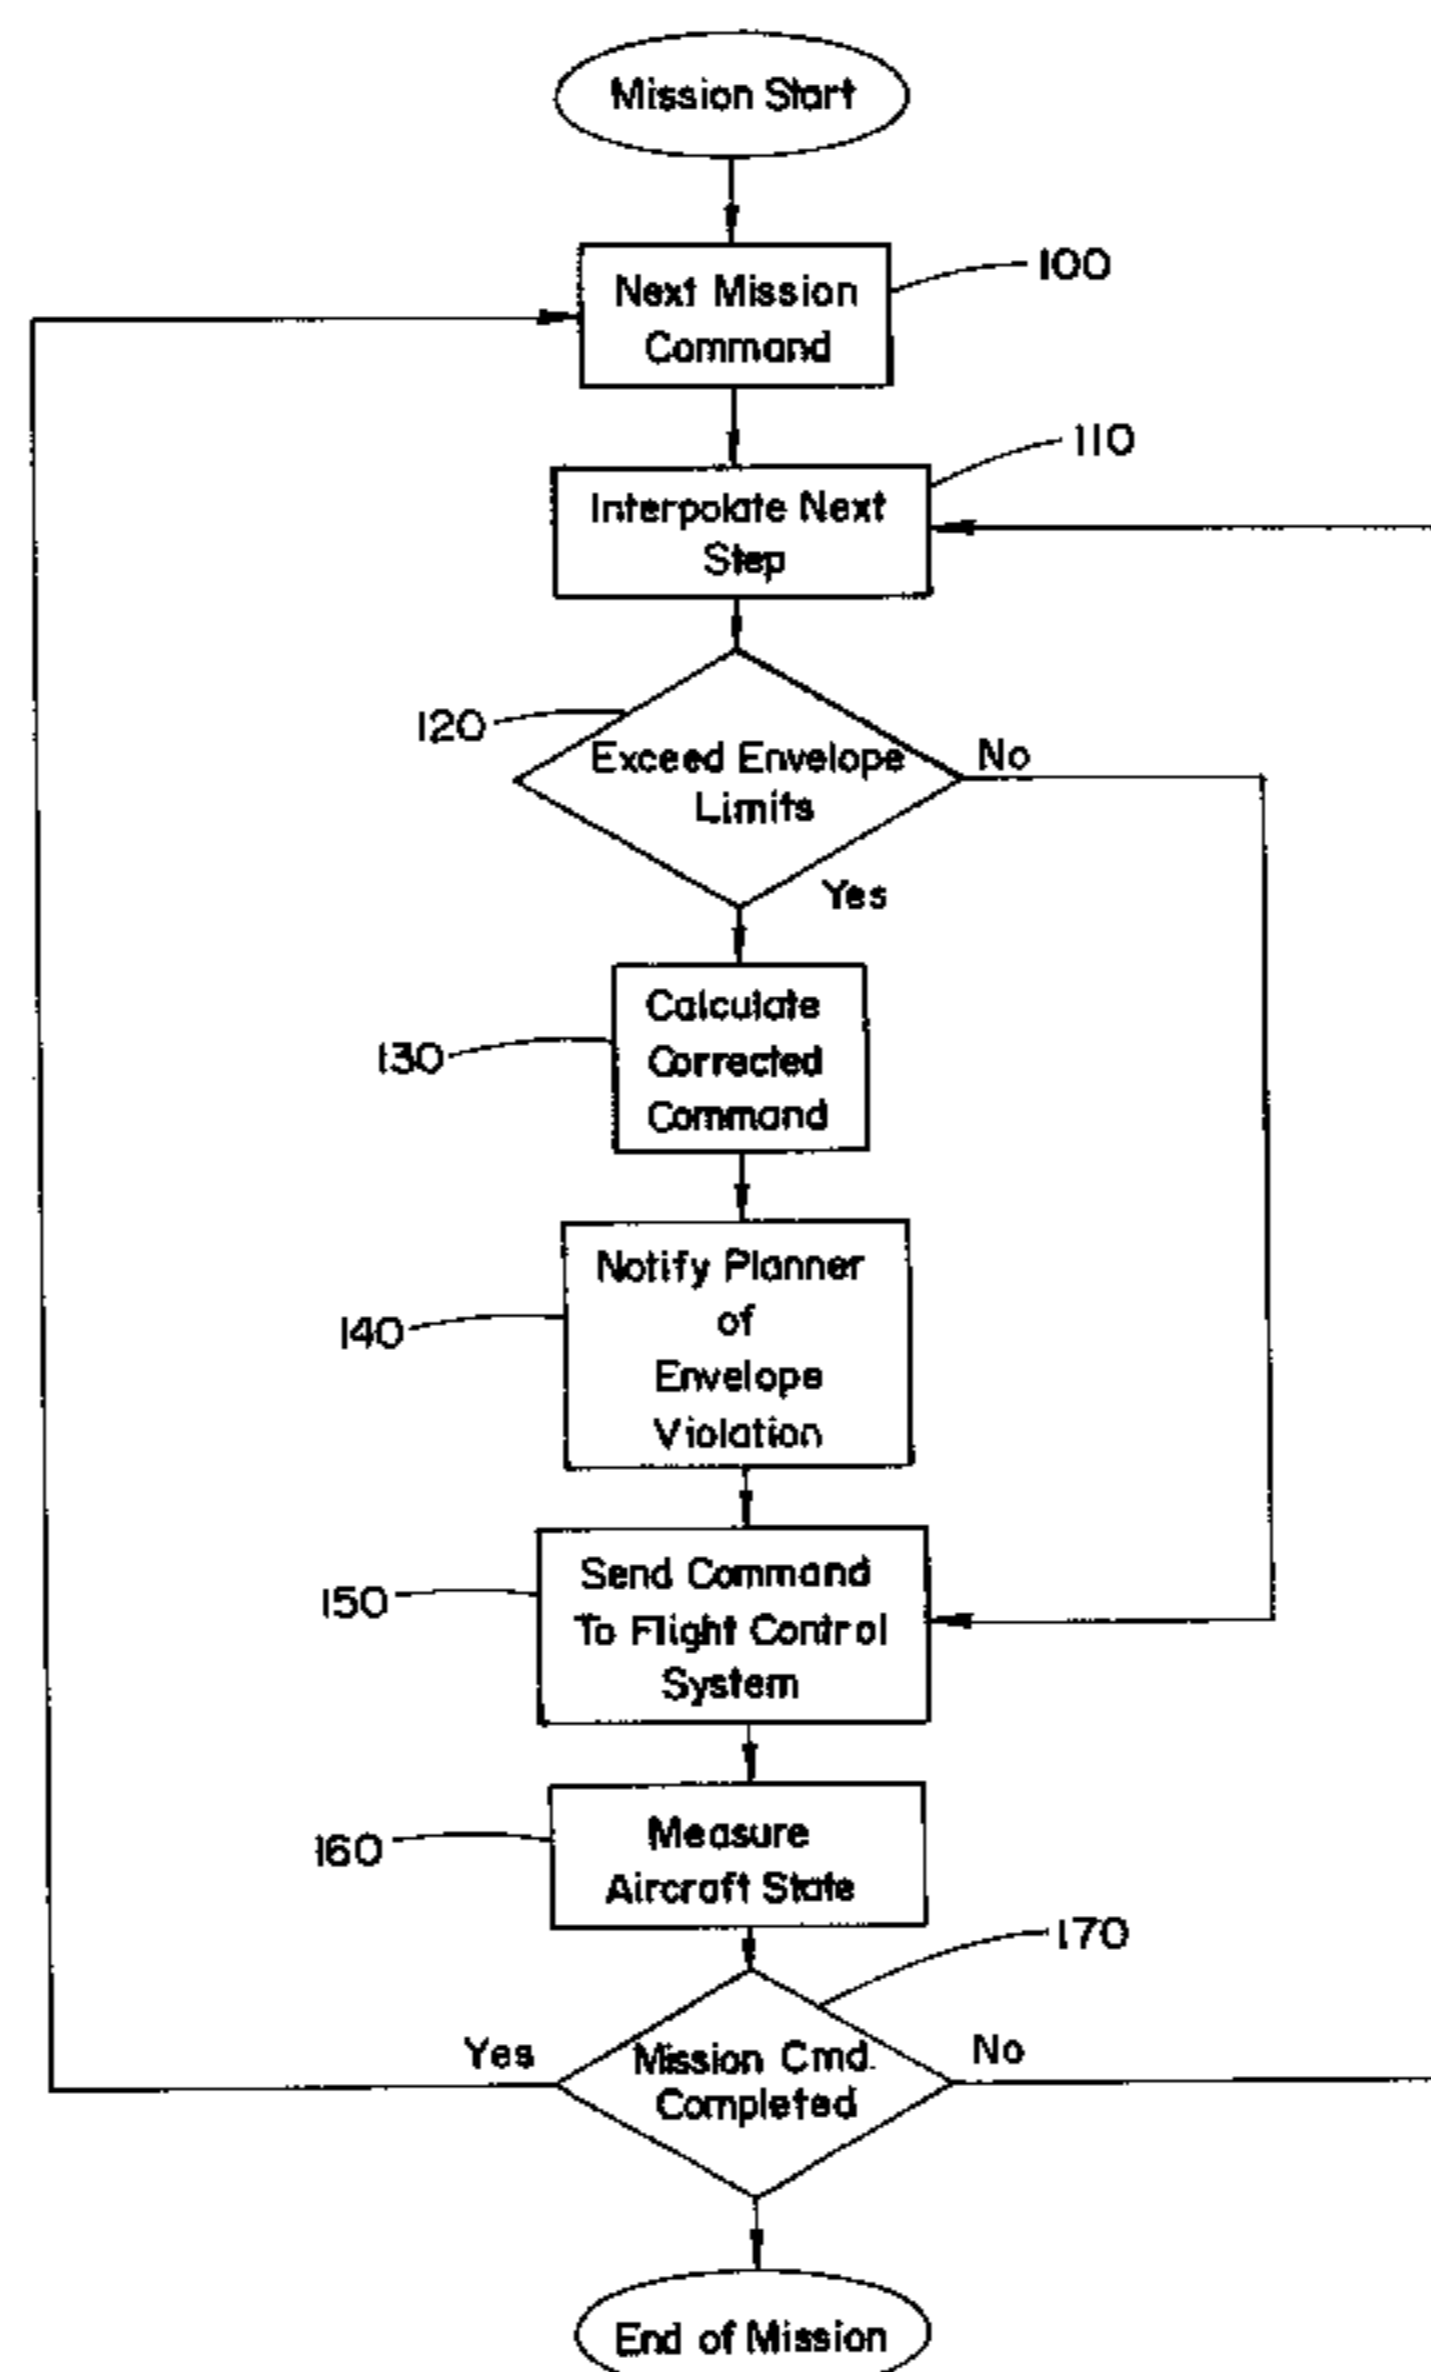 Mission Start
100
Next Mission
Command
110
Interpolate Next
Step
120
Exceed Envelope
Limits
No
Yes
130
Calculate
Corrected
Command
140
Notify Planner
of
Envelope
Violation
150
Send Command
To Flight Control
System
160
Measure
Aircraft State
170
Yes
Mission Cmd.
Completed
No
End of Mission